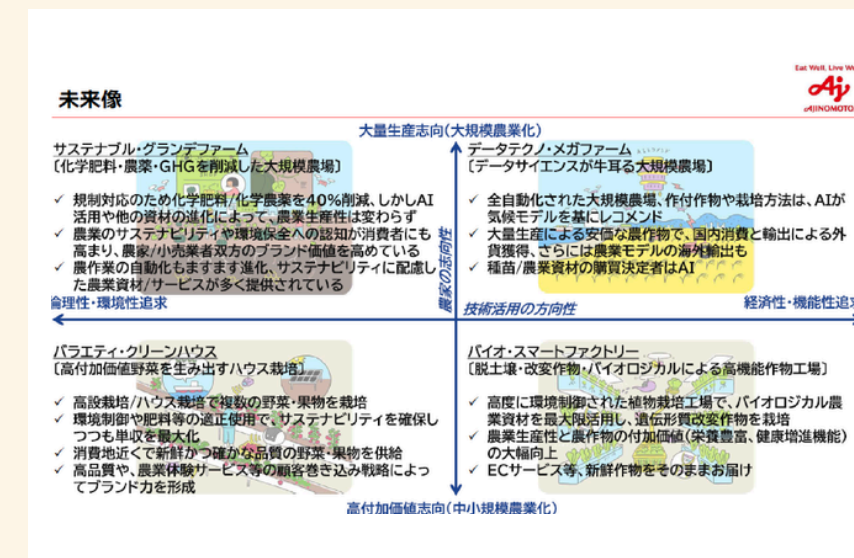 Eat Well, Live We
Aj
AJINOMOTO
未来像
大量生産志向(大規模農業化)
サステナブル・グランデファーム
〔化学肥料・農薬・GHGを削減した大規模農場〕
✓ 規制対応のため化学肥料/化学農薬を40%削減、しかしAI
活用や他の資材の進化によって、農業生産性は変わらず
✓ 農業のサステナビリティや環境保全への認知が消費者にも
高まり、農家/小売業者双方のブランド価値を高めている
✓ 農作業の自動化もますます進化、サステナビリティに配慮し
た農業資材/サービスが多く提供されている
データテクノ・メガファーム
〔データサイエンスが牛耳る大規模農場〕
✓ 全自動化された大規模農場、作付作物や栽培方法は、AIが
気候モデルを基にレコメンド
✓ 大量生産による安価な農作物で、国内消費と輸出による外
貨獲得、さらには農業モデルの海外輸出も
✓ 種苗/農業資材の購買決定者はAI
農家の志向性
倫理性・環境性追求
技術活用の方向性
経済性・機能性追求
バラエティ・クリーンハウス
〔高付加価値野菜を生み出すハウス栽培〕
✓ 高設栽培/ハウス栽培で複数の野菜・果物を栽培
✓ 環境制御や肥料等の適正使用で、サステナビリティを確保し
つつも単収を最大化
✓ 消費地近くで新鮮かつ確かな品質の野菜・果物を供給
✓ 高品質や、農業体験サービス等の顧客巻き込み戦略によっ
てブランド力を形成
バイオ・スマートファクトリー
〔脱土壌・改変作物・バイオロジカルによる高機能作物工場〕
✓ 高度に環境制御された植物栽培工場で、バイオロジカル農
業資材を最大限活用し、遺伝形質改変作物を栽培
✓ 農業生産性と農作物の付加価値(栄養豊富、健康増進機能)
の大幅向上
✓ ECサービス等、新鮮作物をそのままお届け
高付加価値志向(中小規模農業化)